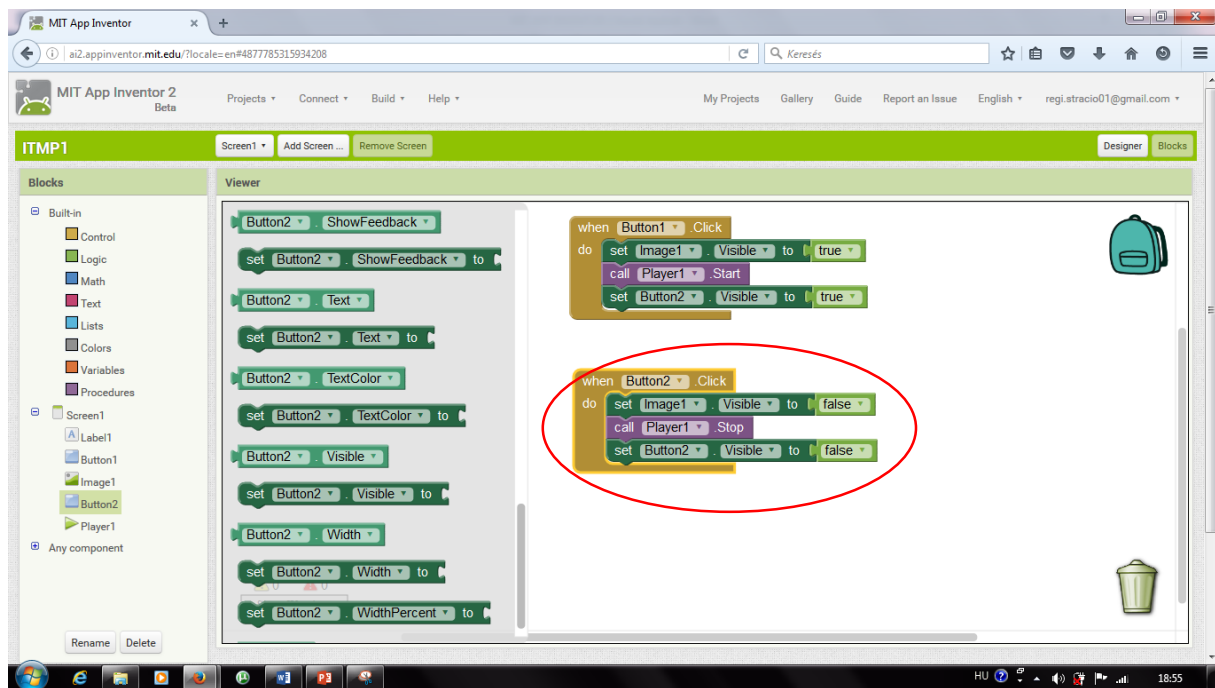 MIT App Inventor
ai2.appinventor.mit.edu/?locale=en#4877785315934208
Keresés
MIT App Inventor 2
Beta
Projects
Connect
Build
Help
My Projects
Gallery
Guide
Report an Issue
English
regi.stracio01@gmail.com
ITMP1
Screen1
Add Screen ...
Remove Screen
Designer
Blocks
Blocks
Viewer
Built-in
Control
Logic
Math
Text
Lists
Colors
Variables
Procedures
Screen1
Label1
Button1
Image1
Button2
Player1
Any component
Rename
Delete
Button2 . ShowFeedback
set Button2 . ShowFeedback to
Button2 . Text
set Button2 . Text to
Button2 . TextColor
set Button2 . TextColor to
Button2 . Visible
set Button2 . Visible to
Button2 . Width
set Button2 . Width to
0 0
set Button2 . WidthPercent to
when Button1 .Click
do set Image1 . Visible to true
call Player1 .Start
set Button2 . Visible to true
when Button2 .Click
do set Image1 . Visible to false
call Player1 .Stop
set Button2 . Visible to false
HU
18:55